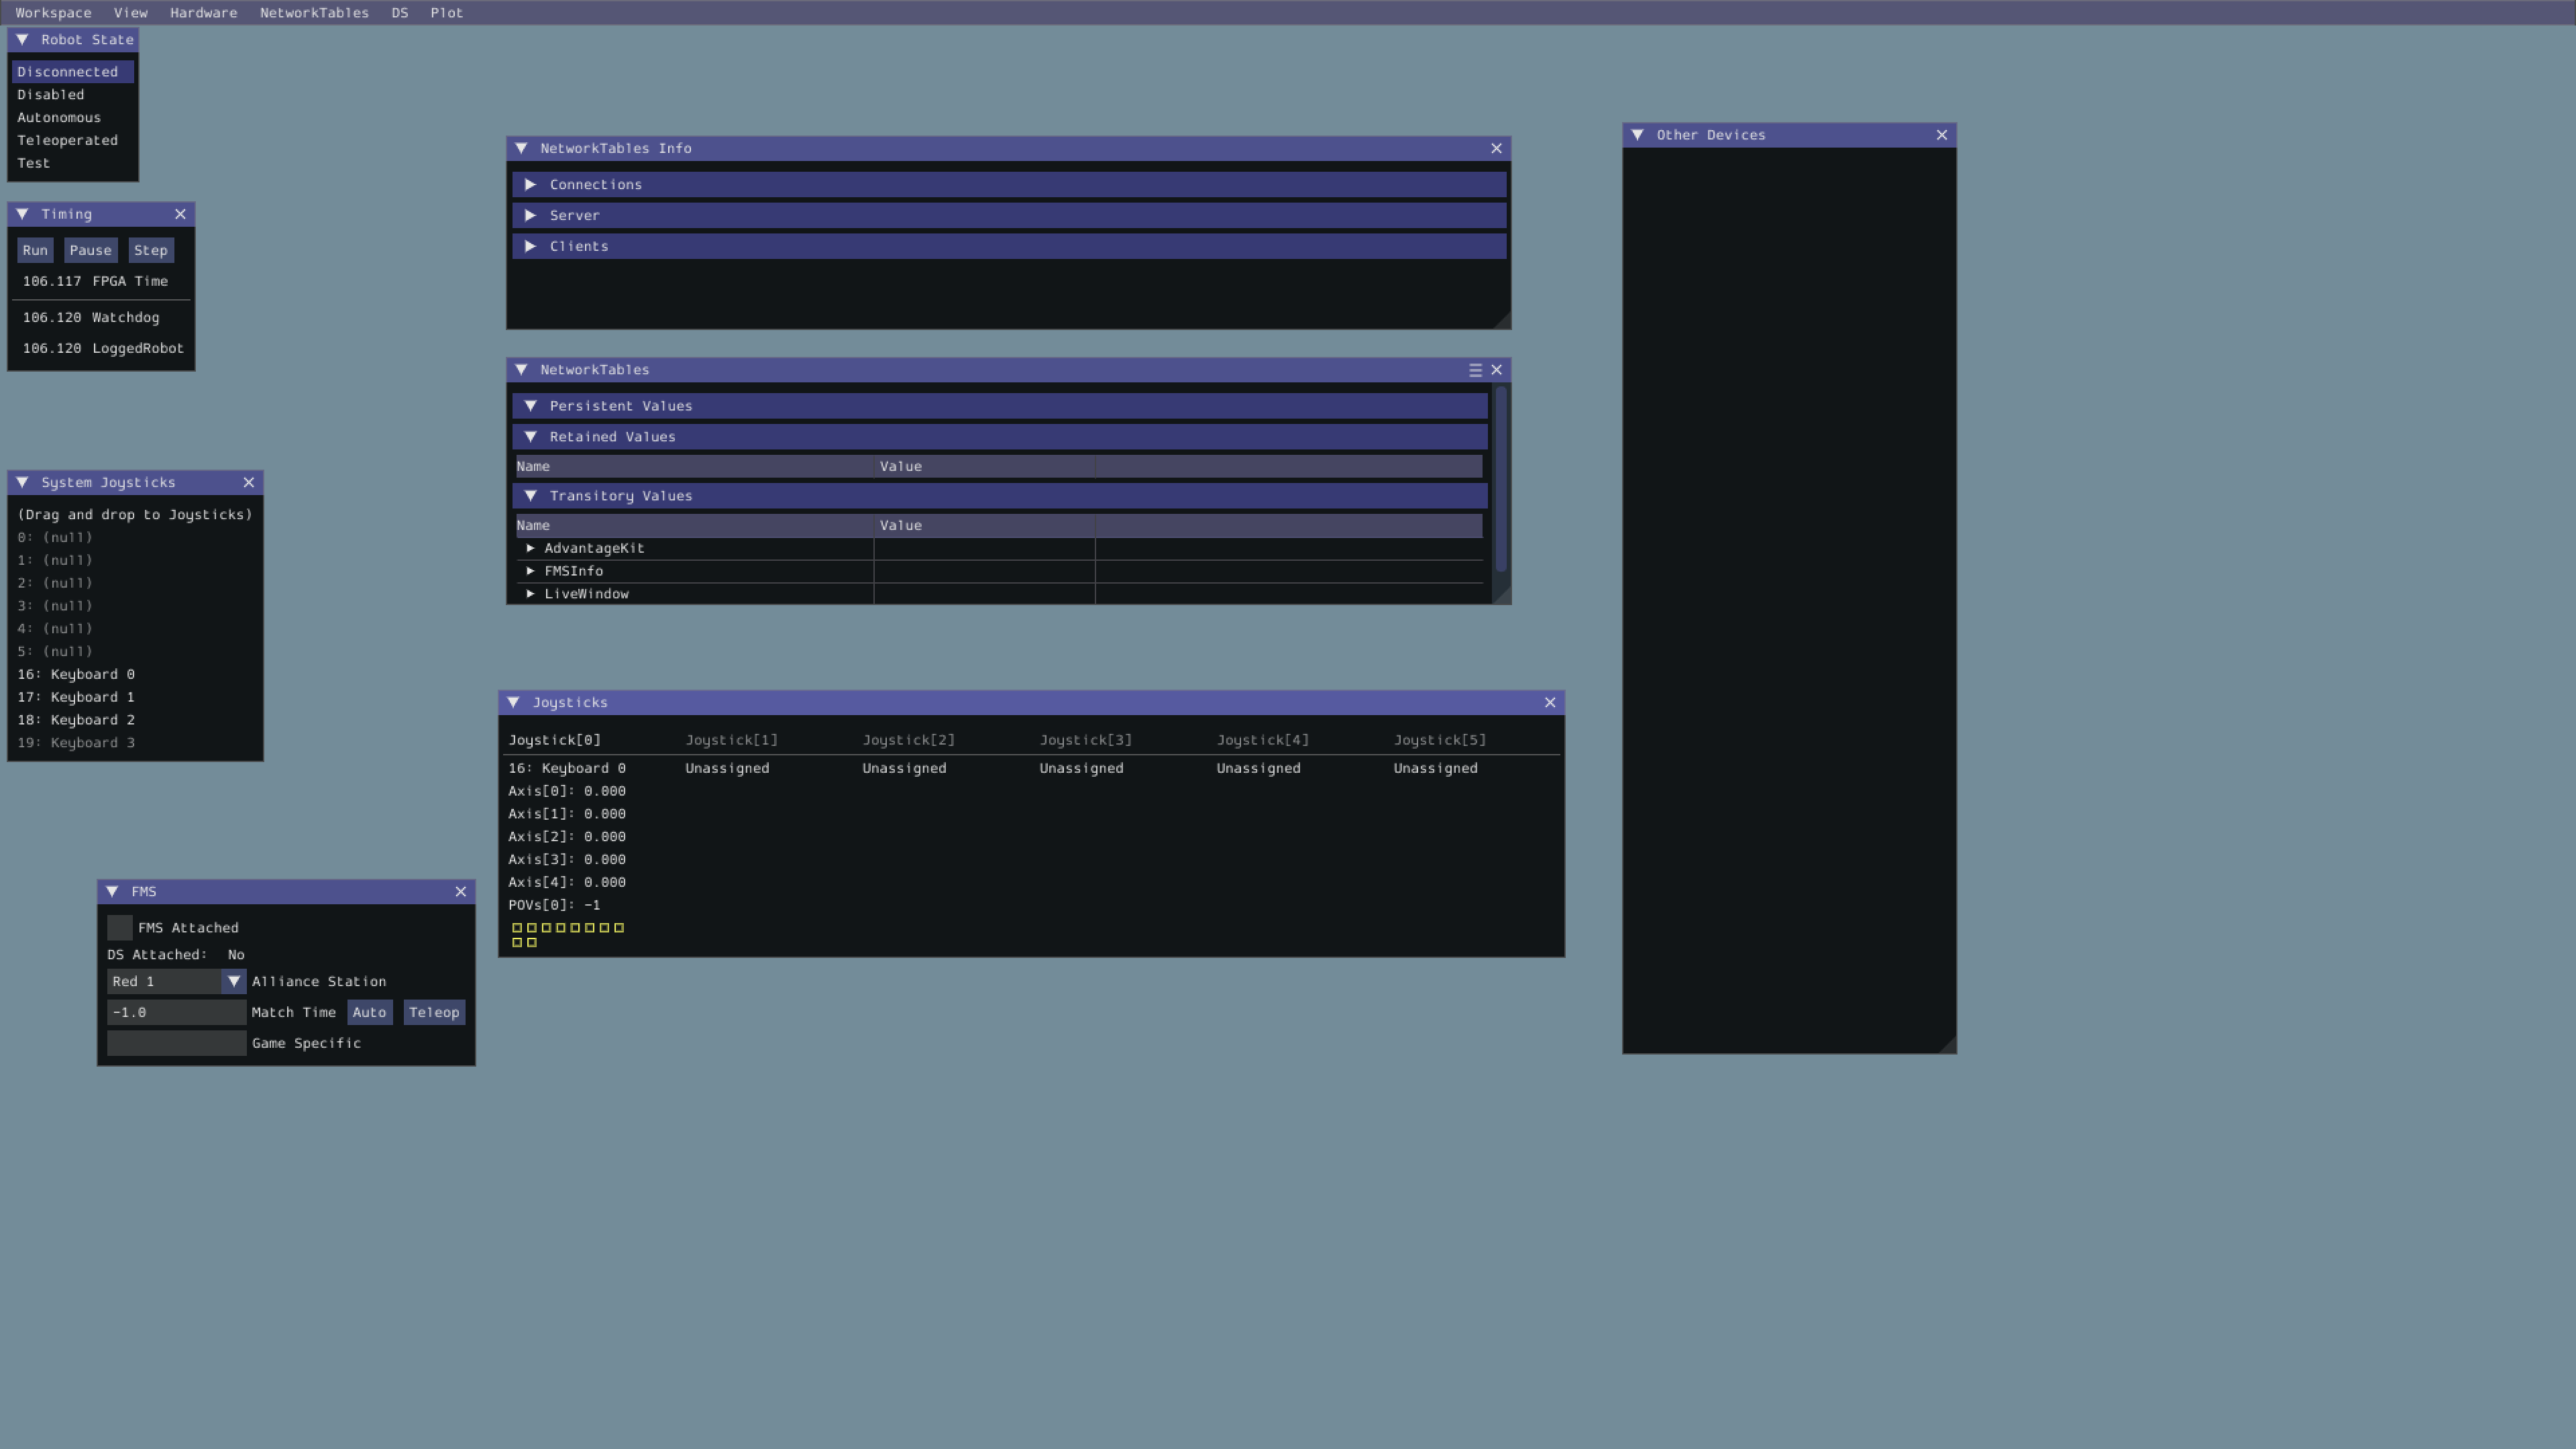 Workspace View Hardware NetworkTables DS Plot
Robot State
Disconnected
Disabled
Autonomous
Teleoperated
Test
Timing
Run Pause Step
106.117 FPGA Time
106.120 Watchdog
106.120 LoggedRobot
System Joysticks
(Drag and drop to Joysticks)
0: (null)
1: (null)
2: (null)
3: (null)
4: (null)
5: (null)
16: Keyboard 0
17: Keyboard 1
18: Keyboard 2
19: Keyboard 3
FMS
FMS Attached
DS Attached: No
Red 1 Alliance Station
-1.0 Match Time Auto Teleop
Game Specific
NetworkTables Info
Connections
Server
Clients
NetworkTables
Persistent Values
Retained Values
Name Value
Transitory Values
Name Value
AdvantageKit
FMSInfo
LiveWindow
Joysticks
Joystick[0] Joystick[1] Joystick[2] Joystick[3] Joystick[4] Joystick[5]
16: Keyboard 0 Unassigned Unassigned Unassigned Unassigned Unassigned
Axis[0]: 0.000
Axis[1]: 0.000
Axis[2]: 0.000
Axis[3]: 0.000
Axis[4]: 0.000
POVs[0]: -1
Other Devices